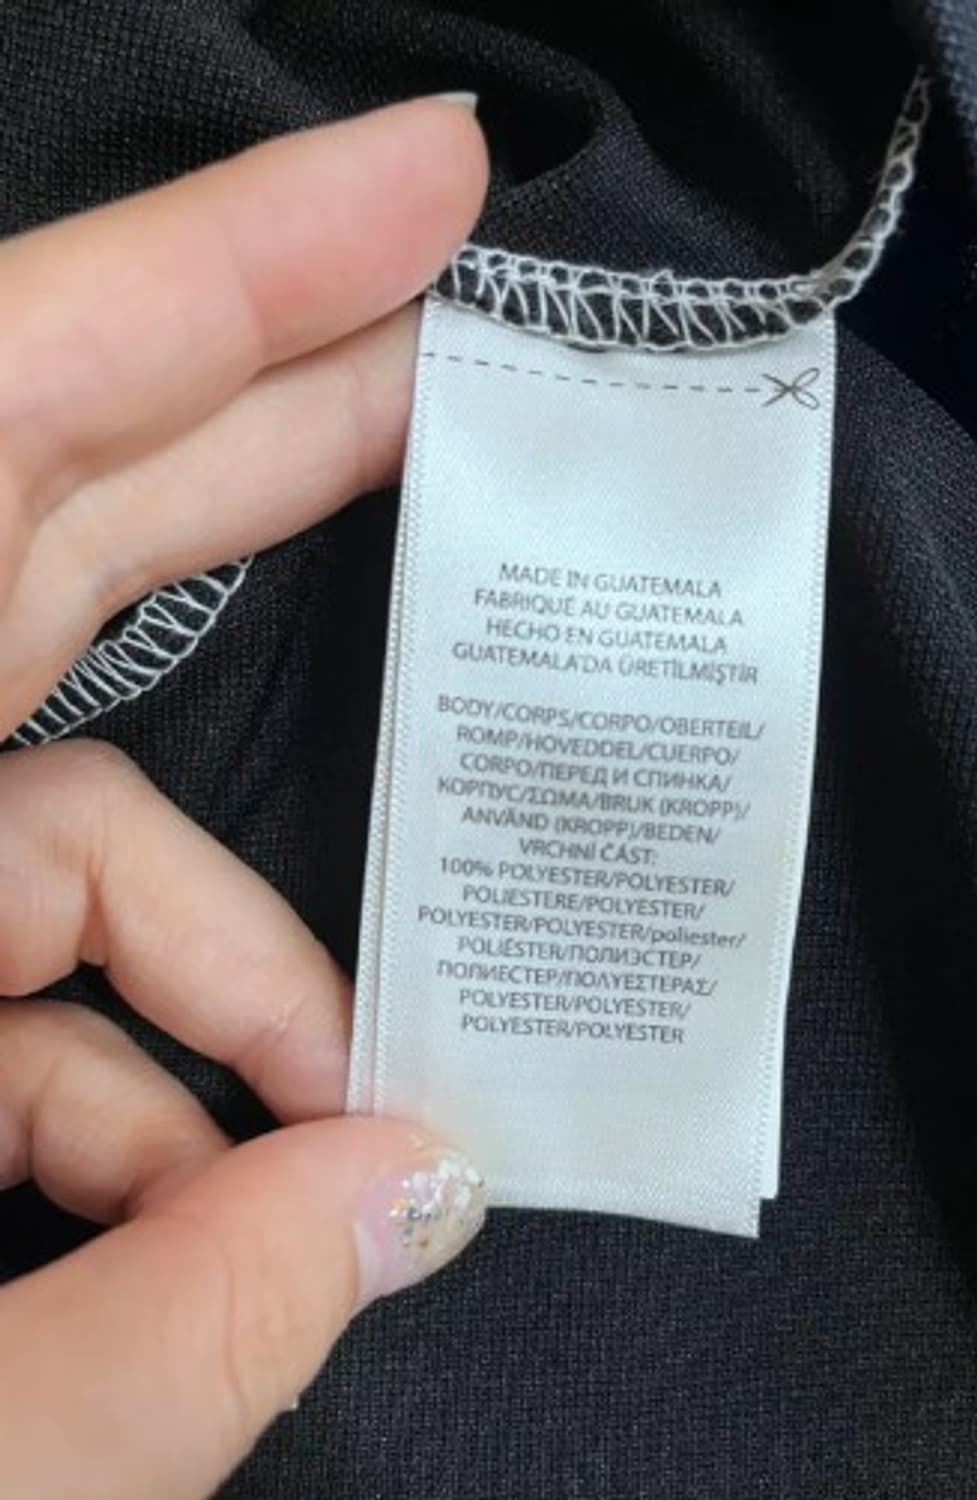 MADE IN GUATEMALA
FABRIQUÉ AU GUATEMALA
HECHO EN GUATEMALA
GUATEMALA'DA ÜRETİLMİŞTİR
BODY/CORPS/CORPO/OBERTEIL/
ROMP/HOVEDDEL/CUERPO/
CORPO/ПЕРЕД И СПИНКА/
КОРПУС/ΣΩΜΑ/BRUK (KROPP)/
ANVÄND (KROPP)/BEDEN/
VRCHNÍ ČÁST:
100% POLYESTER/POLYESTER/
POLIESTERE/POLYESTER/
POLYESTER/POLYESTER/poliester/
POLIÉSTER/ПОЛИЭСТЕР/
ПОЛИЕСТЕР/ΠΟΛΥΕΣΤΕΡΑΣ/
POLYESTER/POLYESTER/
POLYESTER/POLYESTER